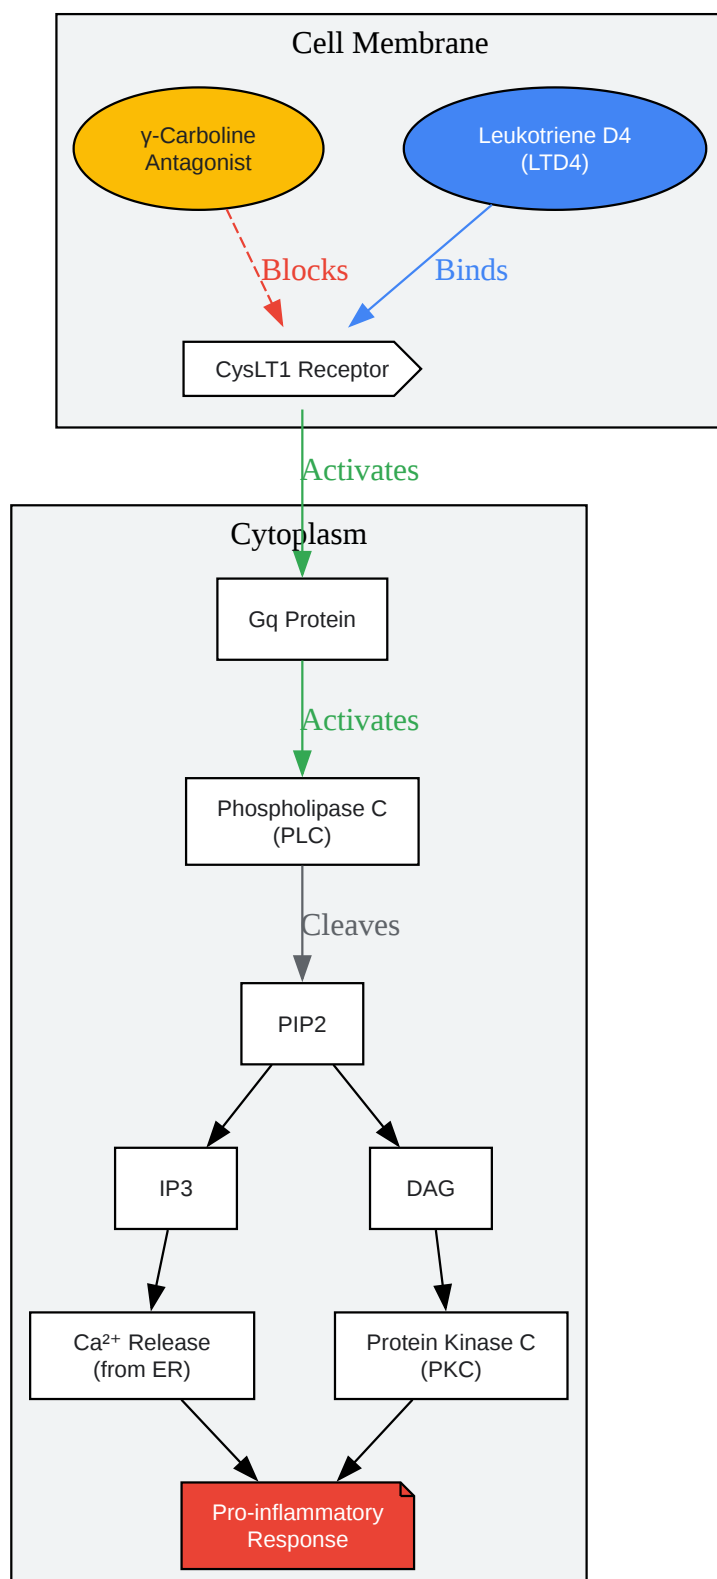 Cell Membrane
γ-Carboline
Antagonist
Leukotriene D4
(LTD4)
Blocks
Binds
CysLT1 Receptor
Activates
Cytoplasm
Gq Protein
Activates
Phospholipase C
(PLC)
Cleaves
PIP2
IP3
DAG
Ca²⁺ Release
(from ER)
Protein Kinase C
(PKC)
Pro-inflammatory
Response